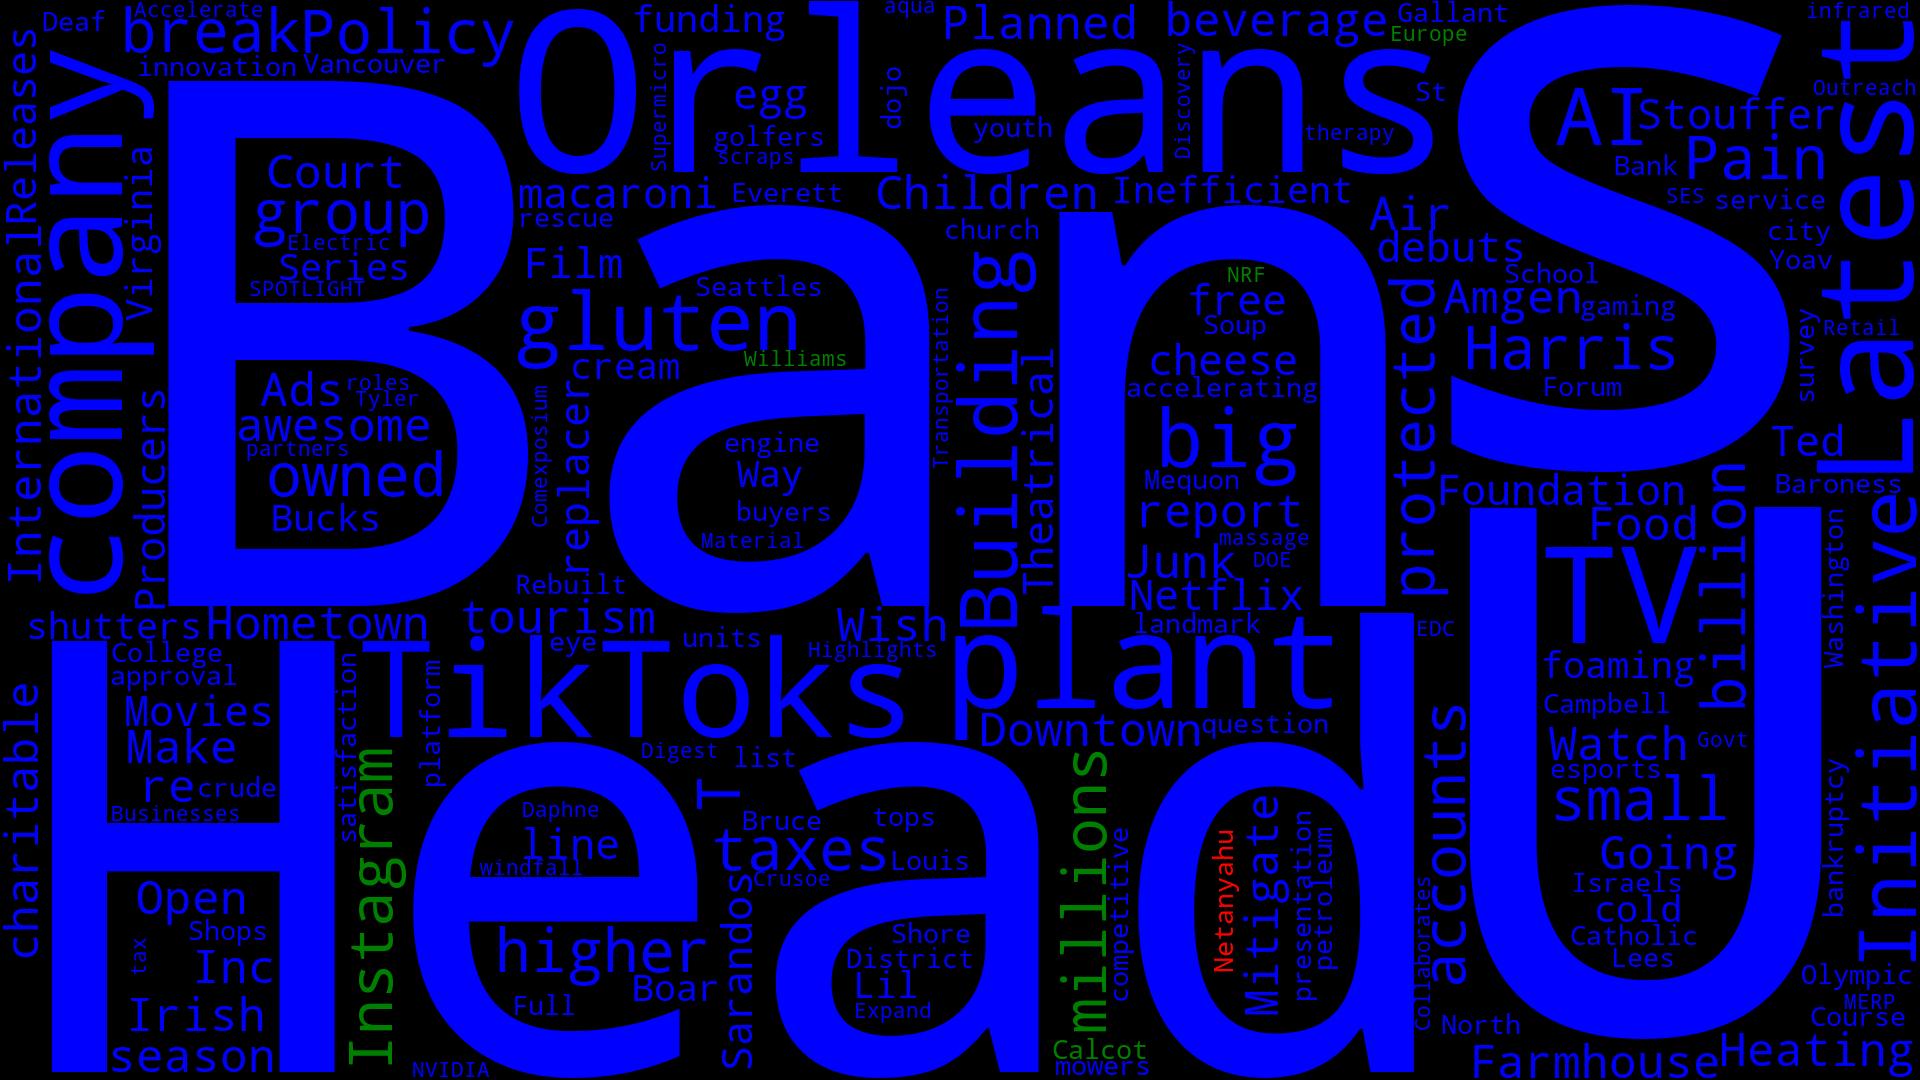 Deaf
Accelerate
break
Policy
innovation
Vancouver
Orleans
funding
aqua
Planned
beverage
Gallant
Europe
infrared
International
Releases
company
Virginia
Producers
Ban
Court
group
Electric
Series
SPOTLIGHT
Ads
roles
Tyler
awesome
partners
owned
Bucks
Supermicro
egg
golfers
scraps
dojo
youth
Discovery
therapy
St
S
AI
Stouffer
Bank
Pain
SES
service
Outreach
Latest
city
Yoav
macaroni
Everett
rescue
Children
Inefficient
church
Air
debuts
School
Film
Seattles
gluten
Williams
cream
Comexposium
replacer
engine
Way
buyers
Material
Transportation
Building
Theatrical
NRF
free
Soup
cheese
accelerating
big
Mequon
report
massage
DOE
Junk
Netflix
protected
Amgen
gaming
Harris
Forum
survey
Retail
Ted
Baroness
Foundation
Food
billion
Washington
Initiative
Rebuilt
shutters
Hometown
tourism
eye
units
Wish
Highlights
landmark
EDC
plant
TikToks
Downtown
question
U
TV
foaming
Campbell
Watch
Govt
esports
small
Going
Israels
cold
Catholic
Lees
bankruptcy
charitable
Head
College
approval
Movies
Make
re
crude
Businesses
satisfaction
platform
Instagram
Digest
list
T
Daphne
line
windfall
Bruce
tops
taxes
Louis
Crusoe
millions
competitive
Netanyahu
Mitigate
presentation
petroleum
accounts
Collaborates
Open
Shops
tax
Inc
Irish
season
higher
Boar
Full
NVIDIA
Sarandos
Shore
District
Lil
Expand
Calcot
mowers
North
Olympic
MERP
Course
Farmhouse
Heating